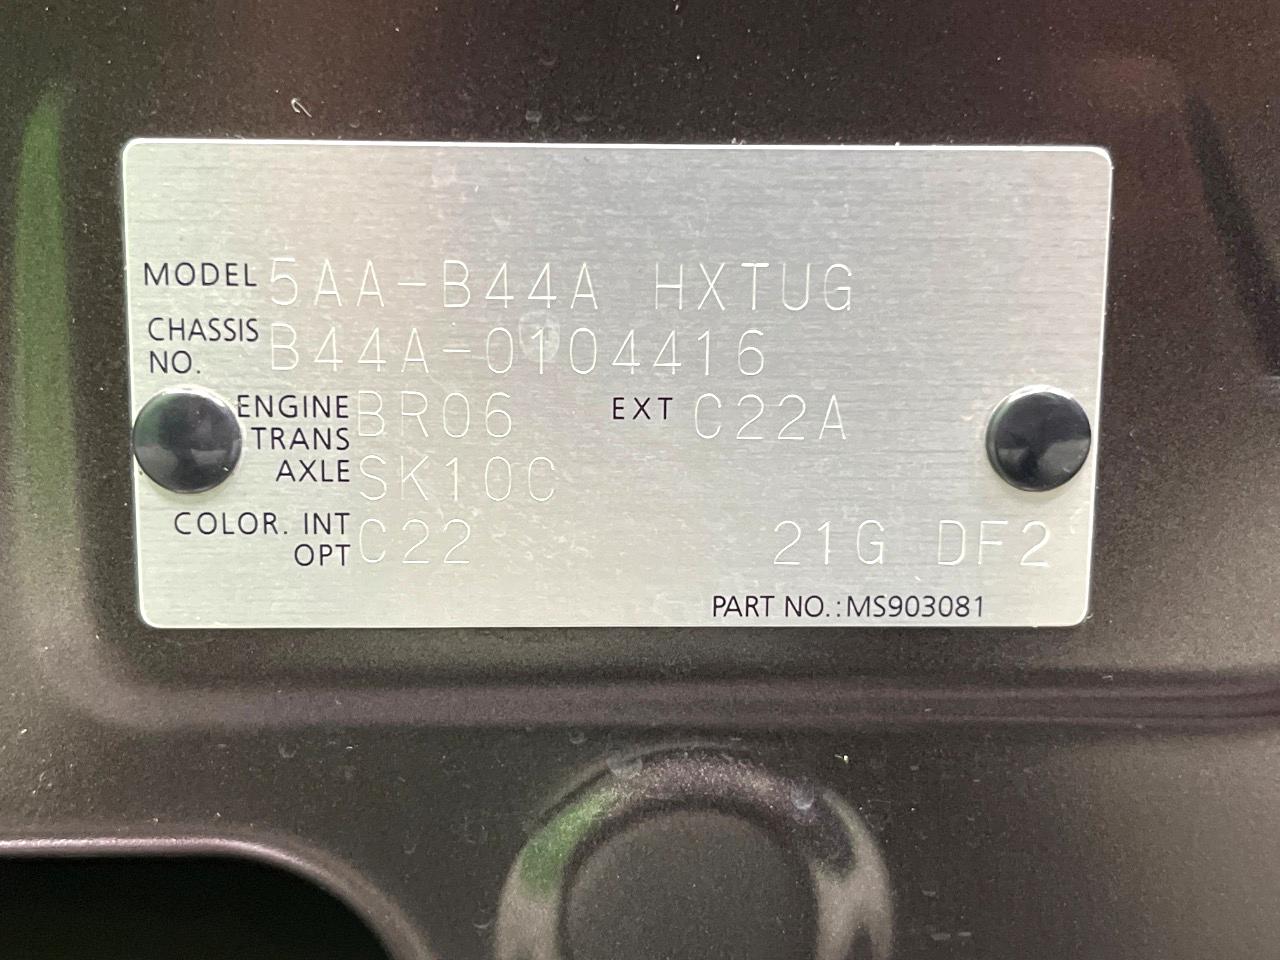 MODEL 5AA-B44A HXTUG
CHASSIS NO. B44A-0104416
ENGINE BR06 EXT C22A
TRANS AXLE SK10C
COLOR. INT OPT C22 21G DF2
PART NO.: MS903081